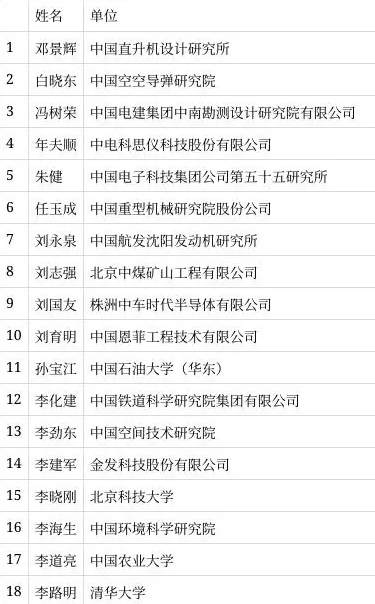 姓名 单位
1 邓景辉 中国直升机设计研究所
2 白晓东 中国空空导弹研究院
3 冯树荣 中国电建集团中南勘测设计研究院有限公司
4 年夫顺 中电科思仪科技股份有限公司
5 朱健 中国电子科技集团公司第五十五研究所
6 任玉成 中国重型机械研究院股份公司
7 刘永泉 中国航发沈阳发动机研究所
8 刘志强 北京中煤矿山工程有限公司
9 刘国友 株洲中车时代半导体有限公司
10 刘育明 中国恩菲工程技术有限公司
11 孙宝江 中国石油大学（华东）
12 李化建 中国铁道科学研究院集团有限公司
13 李劲东 中国空间技术研究院
14 李建军 金发科技股份有限公司
15 李晓刚 北京科技大学
16 李海生 中国环境科学研究院
17 李道亮 中国农业大学
18 李路明 清华大学